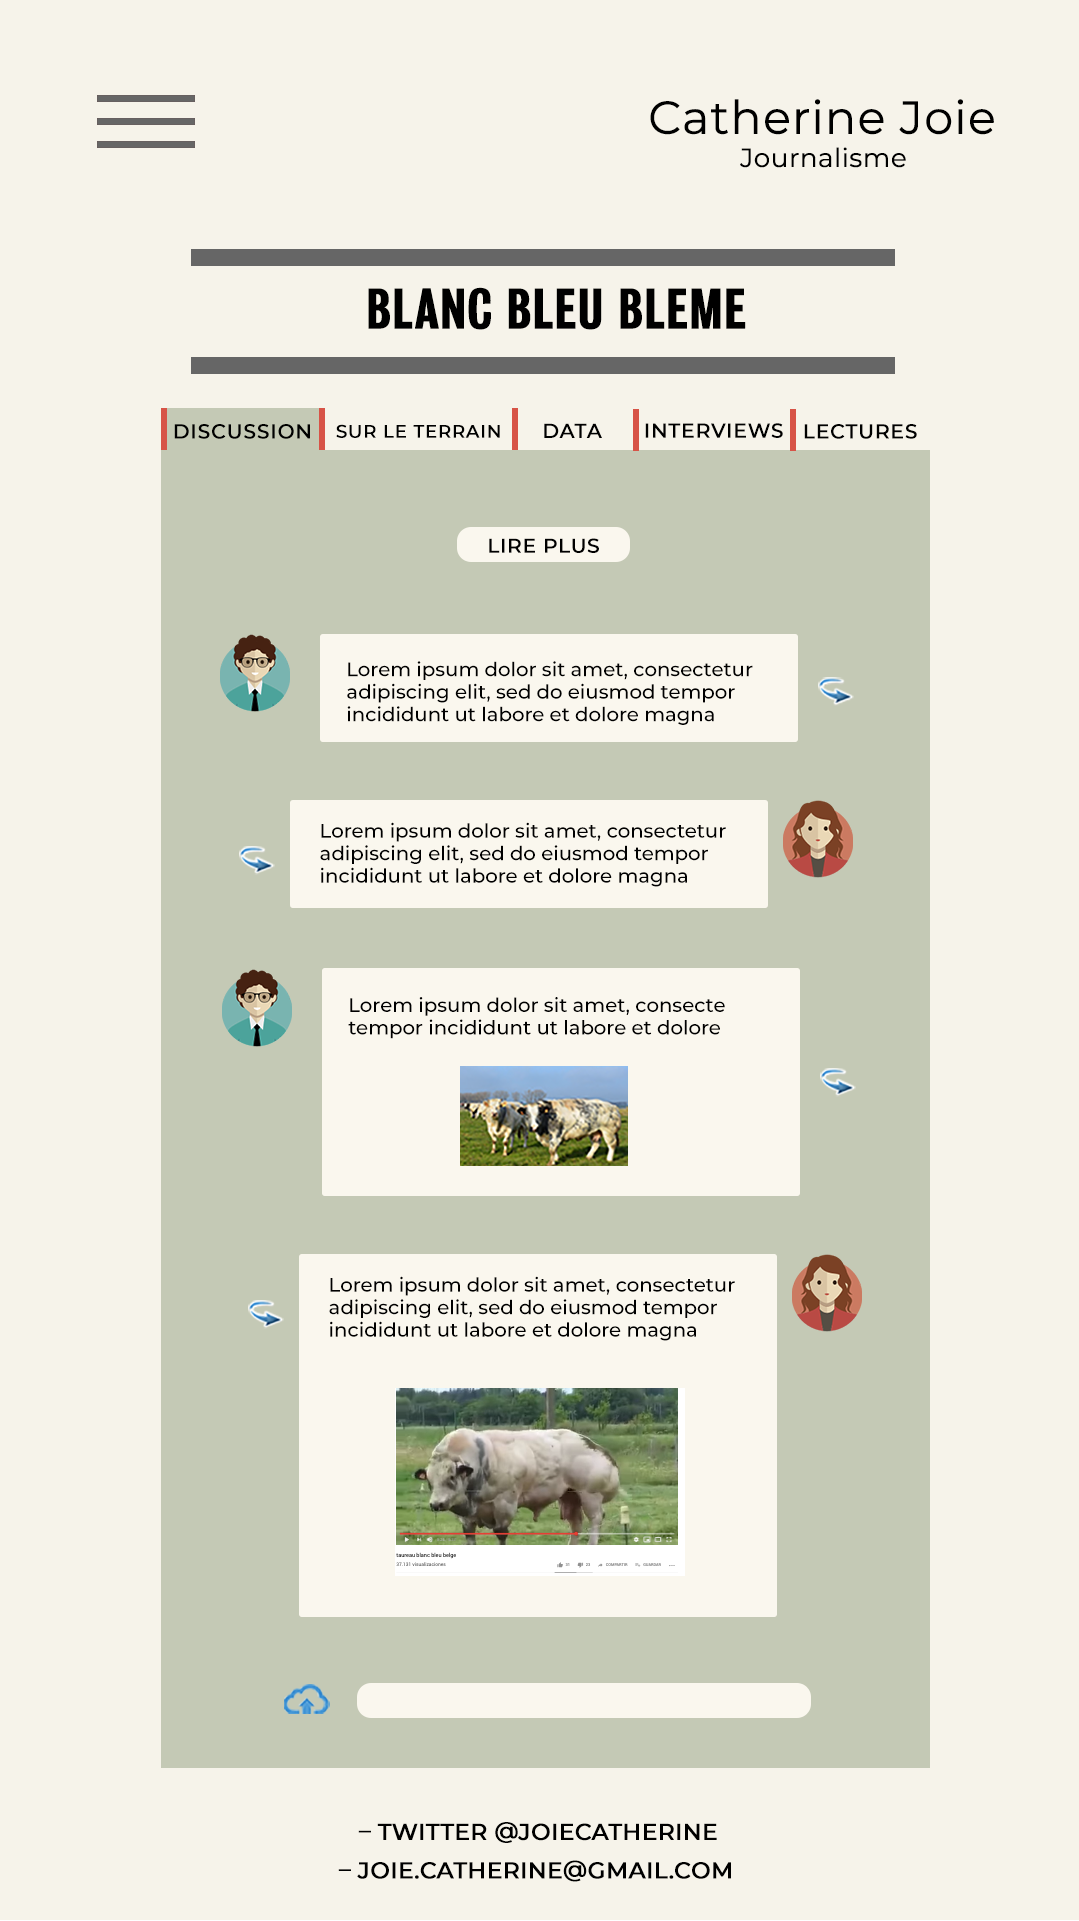 Catherine Joie
Journalisme
BLANC BLEU BLEME
DISCUSSION
SUR LE TERRAIN
DATA
INTERVIEWS
LECTURES
LIRE PLUS
Lorem ipsum dolor sit amet, consectetur
adipiscing elit, sed do eiusmod tempor
incididunt ut labore et dolore magna
Lorem ipsum dolor sit amet, consectetur
adipiscing elit, sed do eiusmod tempor
incididunt ut labore et dolore magna
Lorem ipsum dolor sit amet, consecte
tempor incididunt ut labore et dolore
Lorem ipsum dolor sit amet, consectetur
adipiscing elit, sed do eiusmod tempor
incididunt ut labore et dolore magna
taureau blanc bleu belge
visualizaciones
COMPARTIR
GUARDAR
– TWITTER @JOIECATHERINE
– JOIE.CATHERINE@GMAIL.COM